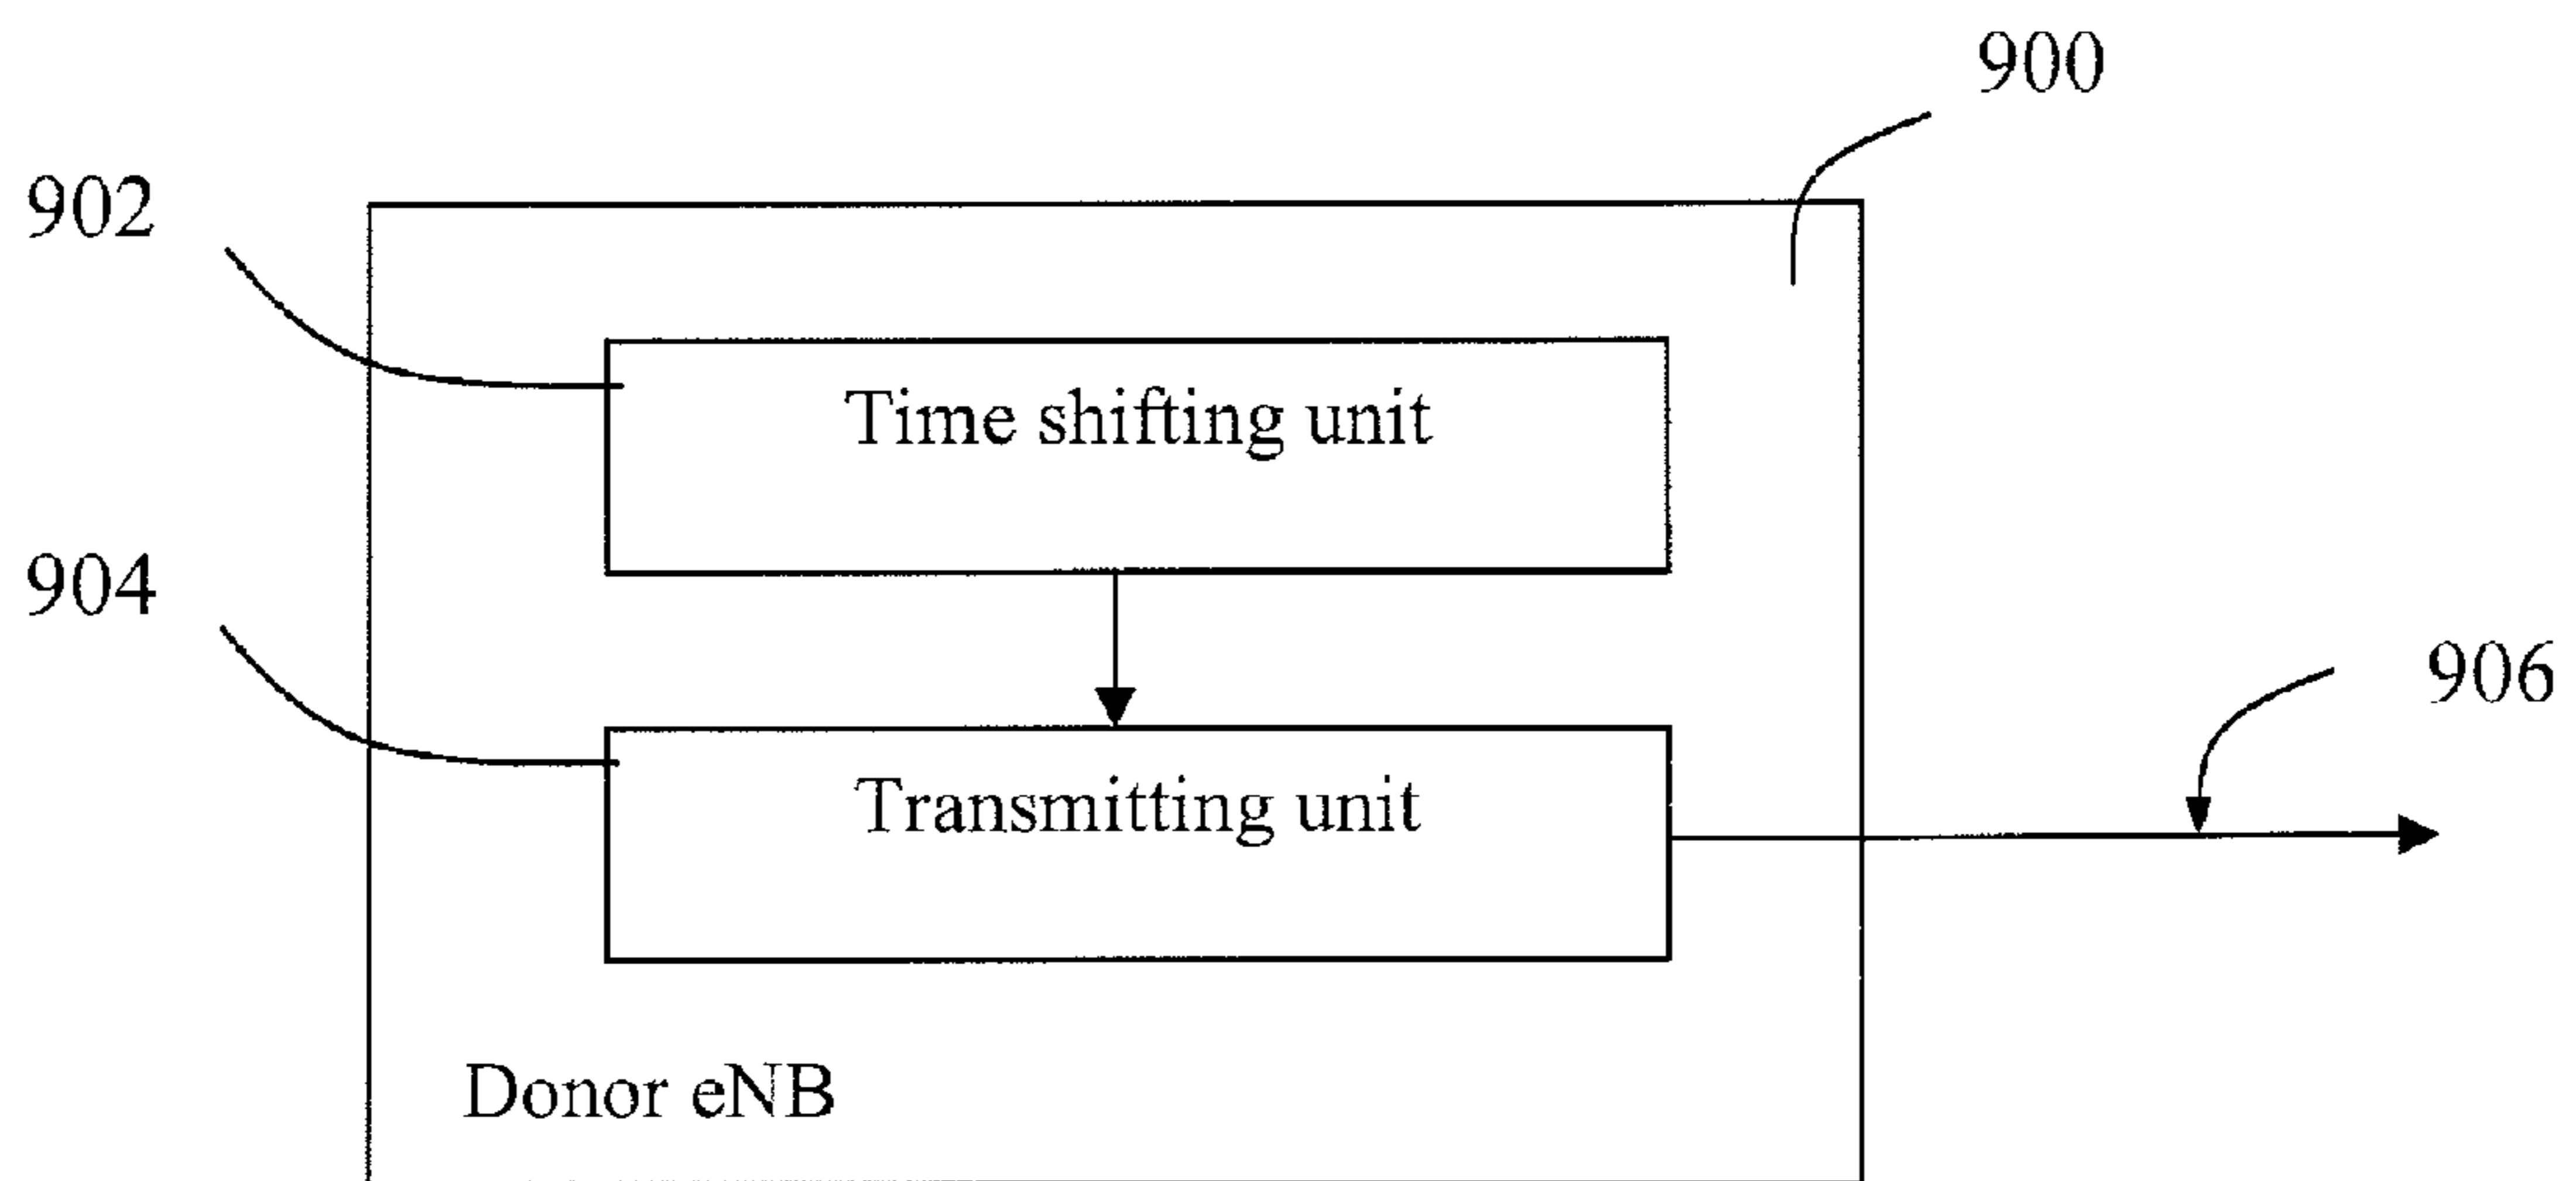 900
902
Time shifting unit
904
906
Transmitting unit
Donor eNB